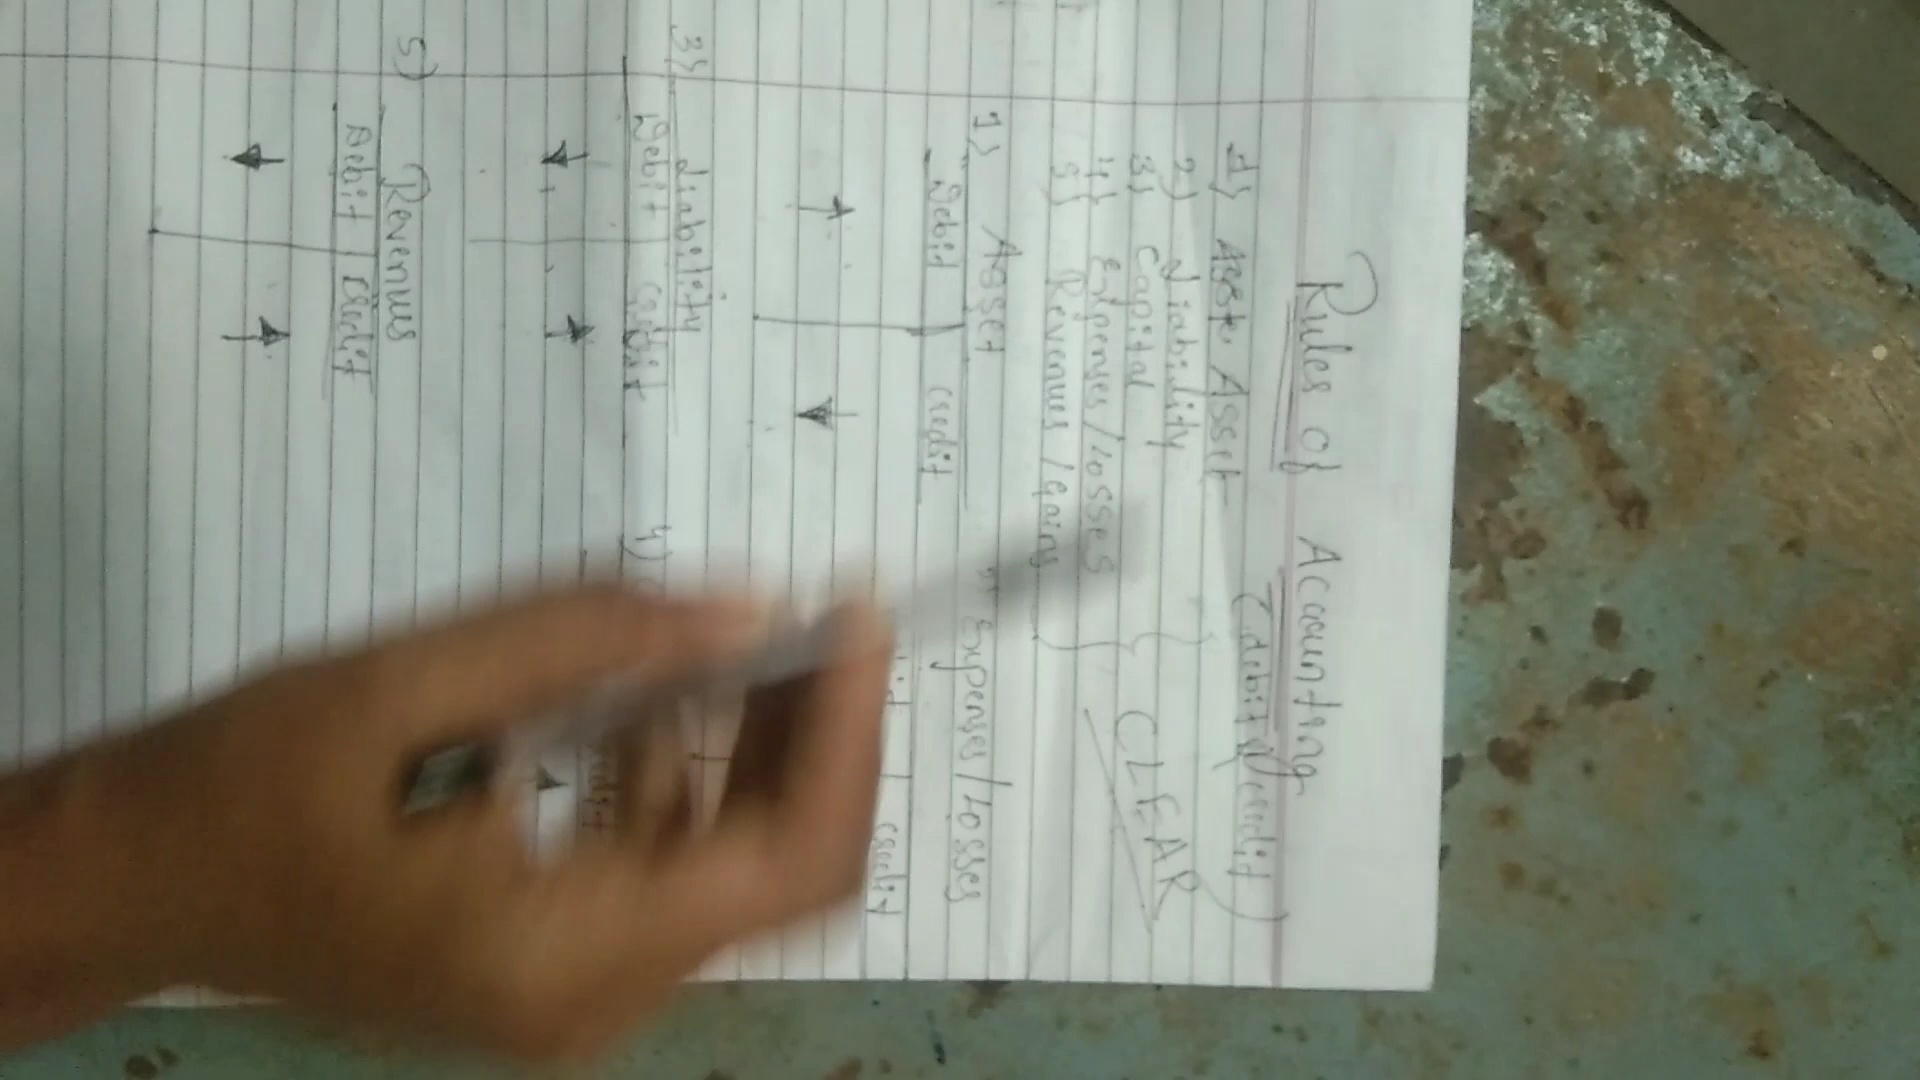 Rules of Accounting
(debit/credit)
1) Asset
2) Liability
3) Capital
4) Expenses/Losses
5) Revenues/Gains
CLEAR
1) Asset
Debit credit
Expenses/Losses
credit
3) Liability
Debit credit
4)
5) Revenus
Debit credit